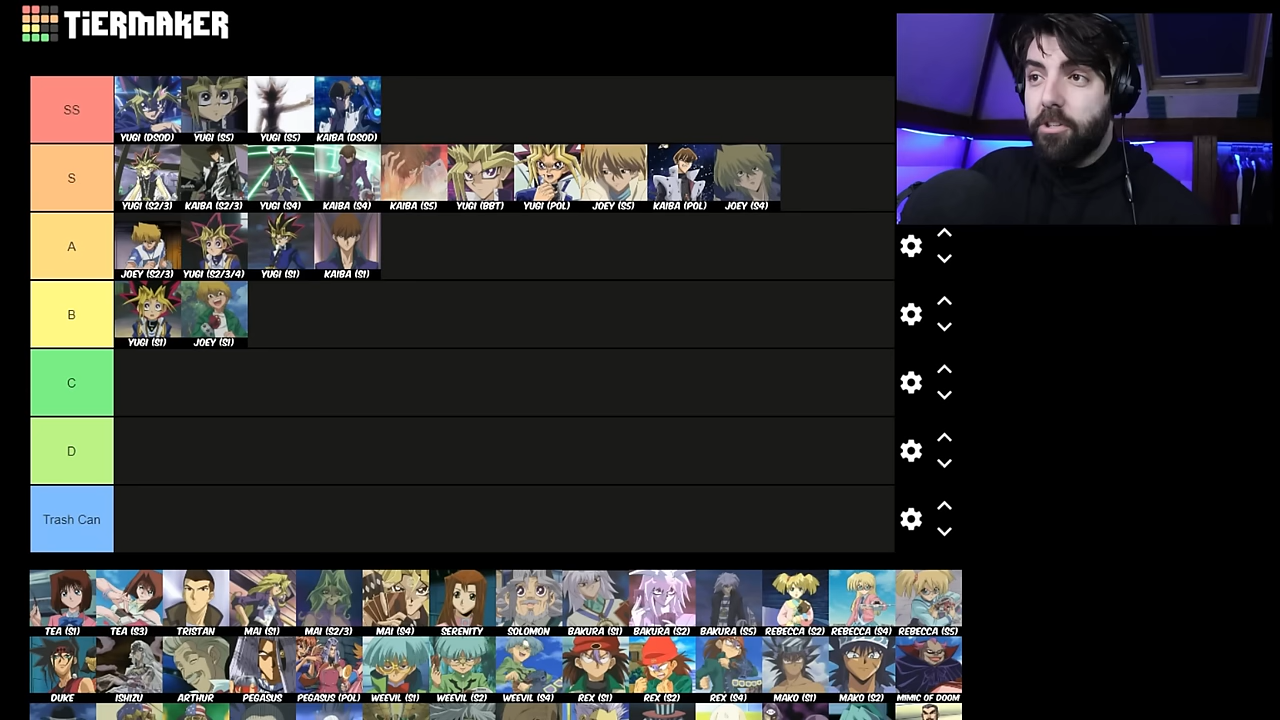 TIERMAKER
SS
YUGI (DSOD) YUGI (S5) YUGI (S5) KAIBA (DSOD)
S
YUGI (S2/3) KAIBA (S2/3) YUGI (S4) KAIBA (S4) KAIBA (S5) YUGI (BBT) YUGI (POL) JOEY (S5) KAIBA (POL) JOEY (S4)
A
JOEY (S2/3) YUGI (S2/3/4) YUGI (S1) KAIBA (S1)
B
YUGI (S1) JOEY (S1)
C
D
Trash Can
TEA (S1) TEA (S3) TRISTAN MAI (S1) MAI (S2/3) MAI (S4) SERENITY SOLOMON BAKURA (S1) BAKURA (S2) BAKURA (S5) REBECCA (S2) REBECCA (S4) REBECCA (S5)
DUKE ISHIZU ARTHUR PEGASUS PEGASUS (POL) WEEVIL (S1) WEEVIL (S2) WEEVIL (S4) REX (S1) REX (S2) REX (S4) MAKO (S1) MAKO (S2) MIMIC OF DOOM